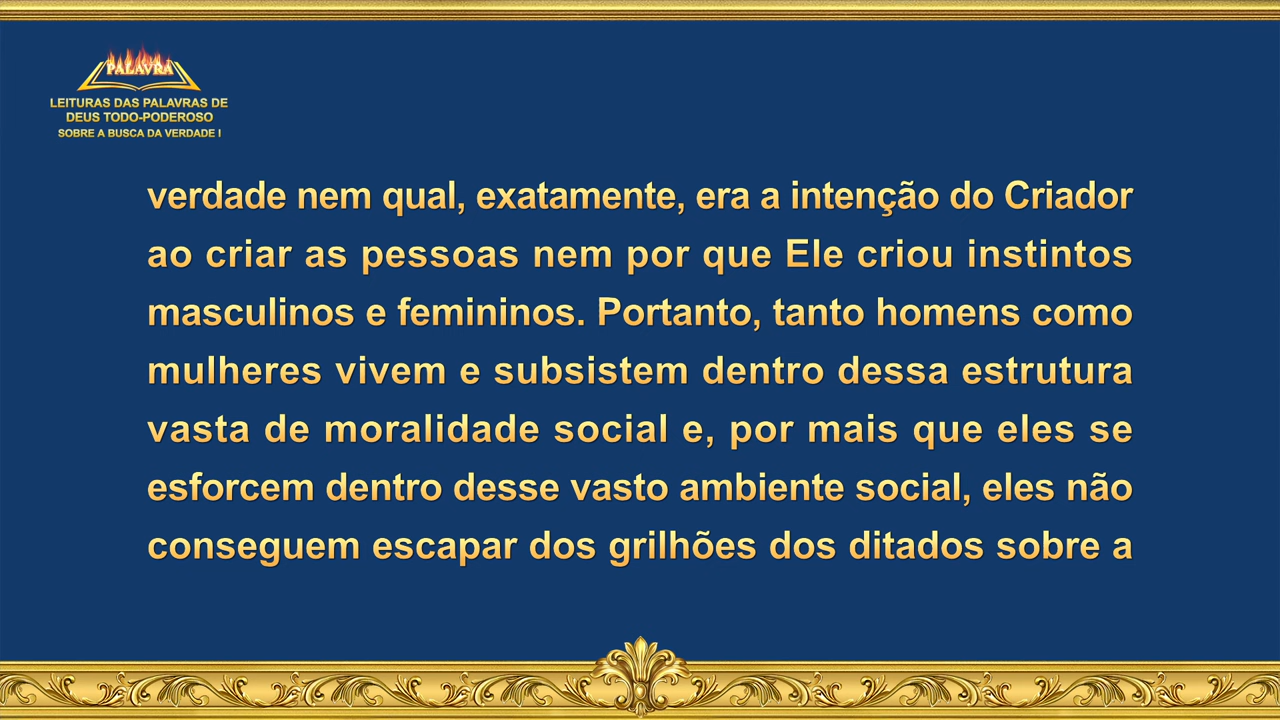 PALAVRA
LEITURAS DAS PALAVRAS DE
DEUS TODO-PODEROSO
SOBRE A BUSCA DA VERDADE I
verdade nem qual, exatamente, era a intenção do Criador
ao criar as pessoas nem por que Ele criou instintos
masculinos e femininos. Portanto, tanto homens como
mulheres vivem e subsistem dentro dessa estrutura
vasta de moralidade social e, por mais que eles se
esforcem dentro desse vasto ambiente social, eles não
conseguem escapar dos grilhões dos ditados sobre a